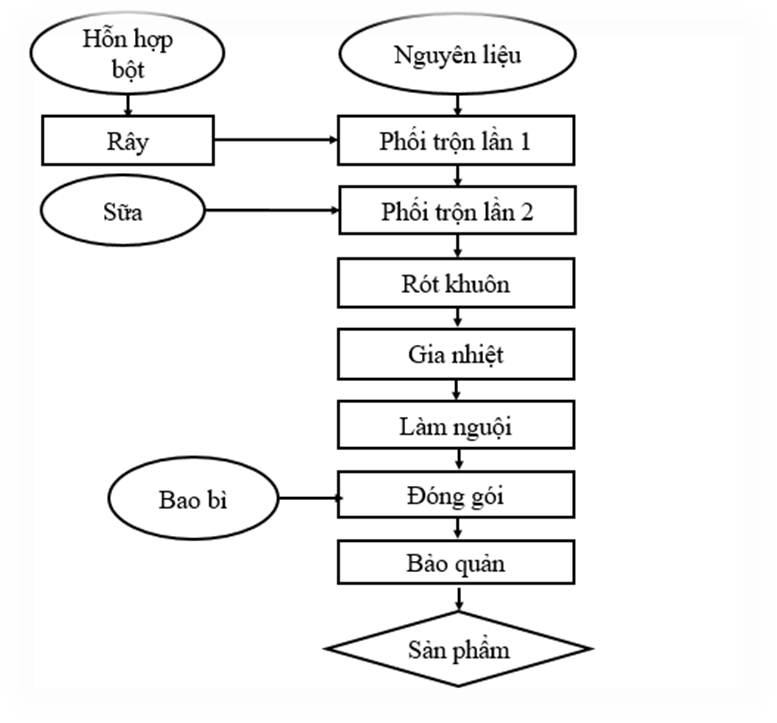 Hỗn hợp
bột
Nguyên liệu
Rây
Phối trộn lần 1
Sữa
Phối trộn lần 2
Rót khuôn
Gia nhiệt
Làm nguội
Bao bì
Đóng gói
Bảo quản
Sản phẩm